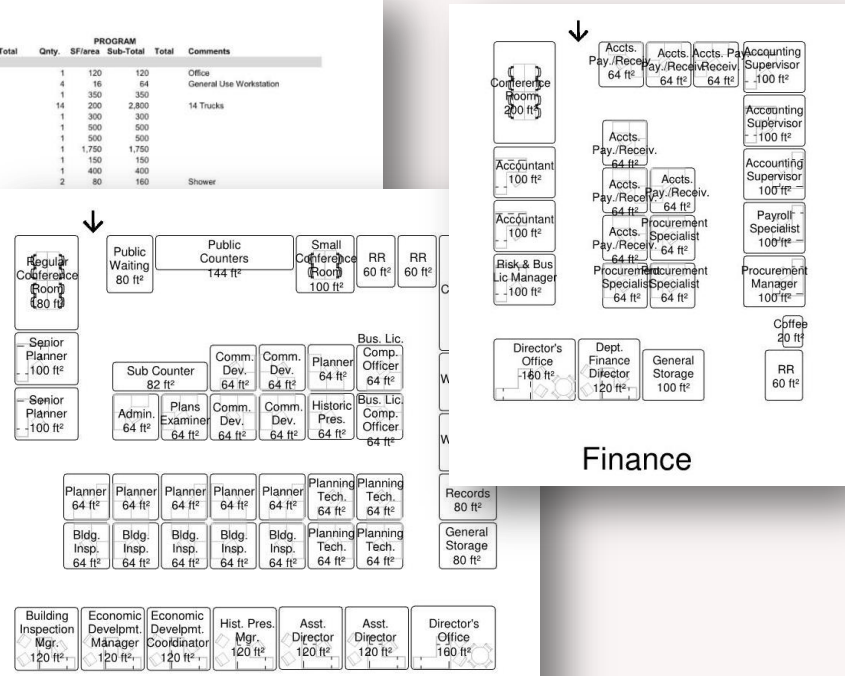 PROGRAM
Total Qnty. SF/area Sub-Total Total Comments
1 120 120 Office
4 16 64 General Use Workstation
1 350 350
14 200 2,800 14 Trucks
1 300 300
1 500 500
1 500 500
1 1,750 1,750
1 150 150
1 400 400
2 80 160 Shower
Conference
Room
200 ft²
Accts.
Pay./Receiv.
64 ft²
Accts.
Pay./Receiv.
64 ft²
Accts.
Pay./Receiv.
64 ft²
Accounting
Supervisor
100 ft²
Accounting
Supervisor
100 ft²
Accounting
Supervisor
100 ft²
Payroll
Specialist
100 ft²
Procurement
Manager
100 ft²
Accountant
100 ft²
Accountant
100 ft²
Risk & Bus
Lic Manager
100 ft²
Accts.
Pay./Receiv.
64 ft²
Accts.
Pay./Receiv.
64 ft²
Accts.
Pay./Receiv.
64 ft²
Accts.
Pay./Receiv.
64 ft²
Procurement
Specialist
64 ft²
Procurement
Specialist
64 ft²
Procurement
Specialist
64 ft²
Coffee
20 ft²
RR
60 ft²
Director's
Office
160 ft²
Dept.
Finance
Director
120 ft²
General
Storage
100 ft²
Finance
Regular
Conference
Room
180 ft²
Public
Waiting
80 ft²
Public
Counters
144 ft²
Small
Conference
Room
100 ft²
RR
60 ft²
RR
60 ft²
C
Senior
Planner
100 ft²
Senior
Planner
100 ft²
Sub Counter
82 ft²
Comm.
Dev.
64 ft²
Comm.
Dev.
64 ft²
Planner
64 ft²
Bus. Lic.
Comp.
Officer
64 ft²
W
Admin.
64 ft²
Plans
Examiner
64 ft²
Comm.
Dev.
64 ft²
Comm.
Dev.
64 ft²
Historic
Pres.
64 ft²
Bus. Lic.
Comp.
Officer
64 ft²
W
Planner
64 ft²
Planner
64 ft²
Planner
64 ft²
Planner
64 ft²
Planner
64 ft²
Planning
Tech.
64 ft²
Planning
Tech.
64 ft²
Records
80 ft²
Bldg.
Insp.
64 ft²
Bldg.
Insp.
64 ft²
Bldg.
Insp.
64 ft²
Bldg.
Insp.
64 ft²
Bldg.
Insp.
64 ft²
Planning
Tech.
64 ft²
Planning
Tech.
64 ft²
General
Storage
80 ft²
Building
Inspection
Mgr.
120 ft²
Economic
Develpmt.
Manager
120 ft²
Economic
Develpmt.
Coordinator
120 ft²
Hist. Pres.
Mgr.
120 ft²
Asst.
Director
120 ft²
Asst.
Director
120 ft²
Director's
Office
160 ft²